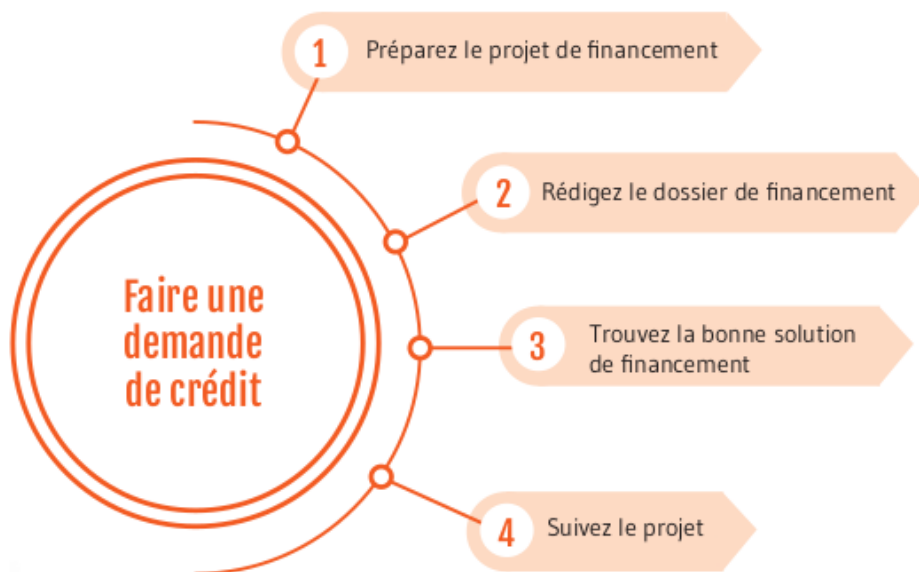 1
Préparez le projet de financement
2
Rédigez le dossier de financement
Faire une
demande
de crédit
3
Trouvez la bonne solution
de financement
4
Suivez le projet